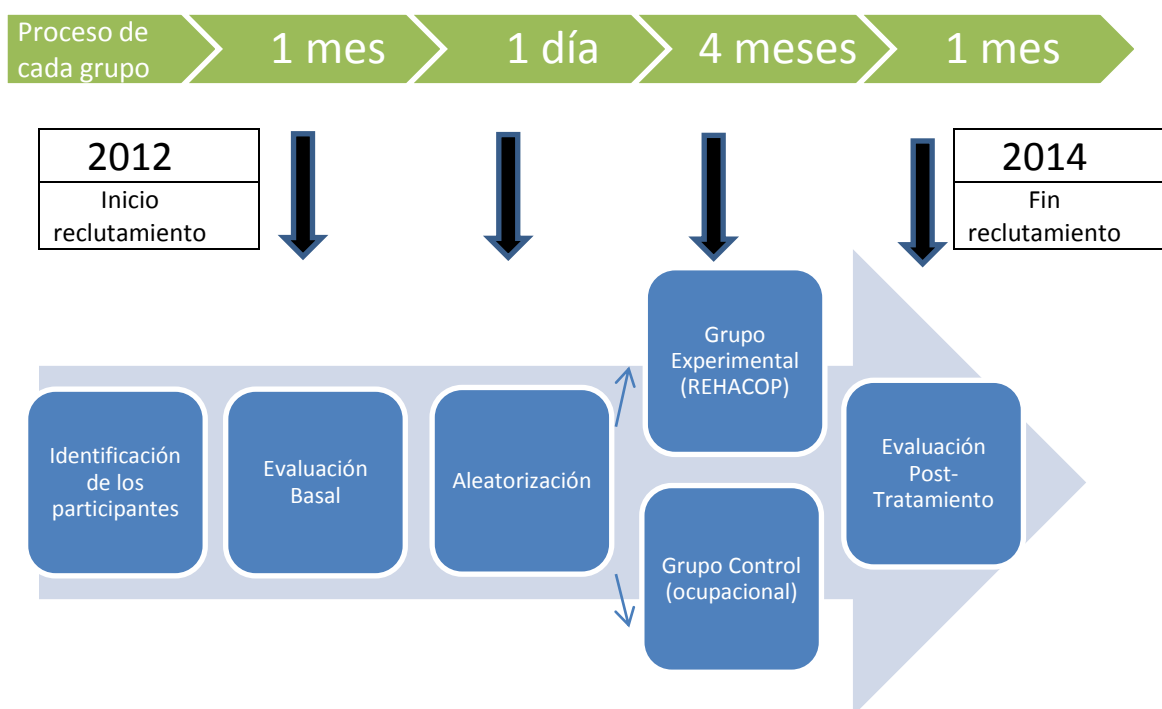 Proceso de
cada grupo
1 mes
1 día
4 meses
1 mes
2012
Inicio
reclutamiento
2014
Fin
reclutamiento
Identificación
de los
participantes
Evaluación
Basal
Aleatorización
Grupo
Experimental
(REHACOP)
Grupo Control
(ocupacional)
Evaluación
Post-
Tratamiento